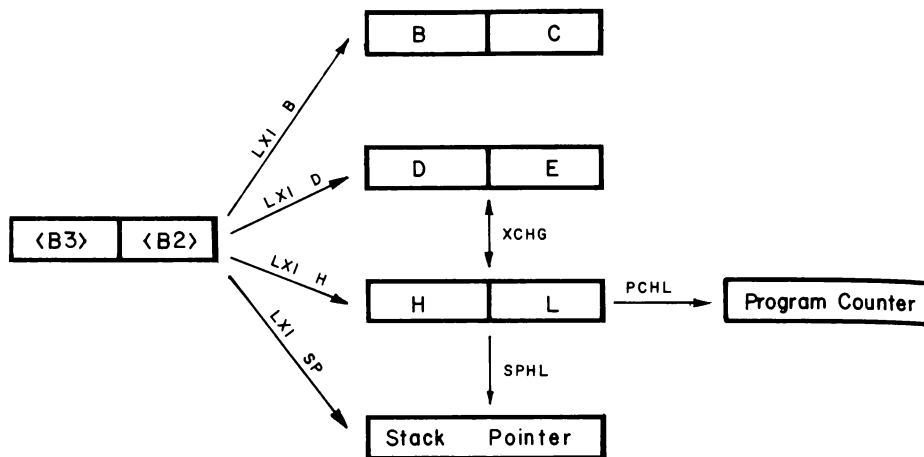 B C
LXI B
D E
LXI D
<B3> <B2>
XCHG
LXI H
PCHL
H L
Program Counter
LXI SP
SPHL
Stack Pointer